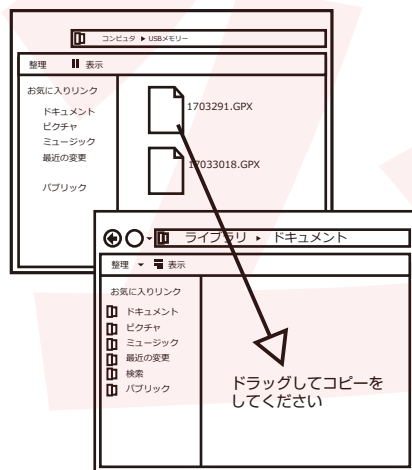 コンピュタ ▶ USBメモリー
整理 表示
お気に入りリンク
ドキュメント
ピクチャ
ミュージック
最近の変更
パブリック
1703291.GPX
17033018.GPX
ライブラリ ▸ ドキュメント
整理 ▼ 表示
お気に入りリンク
ドキュメント
ピクチャ
ミュージック
最近の変更
検索
パブリック
ドラッグしてコピーを
してください